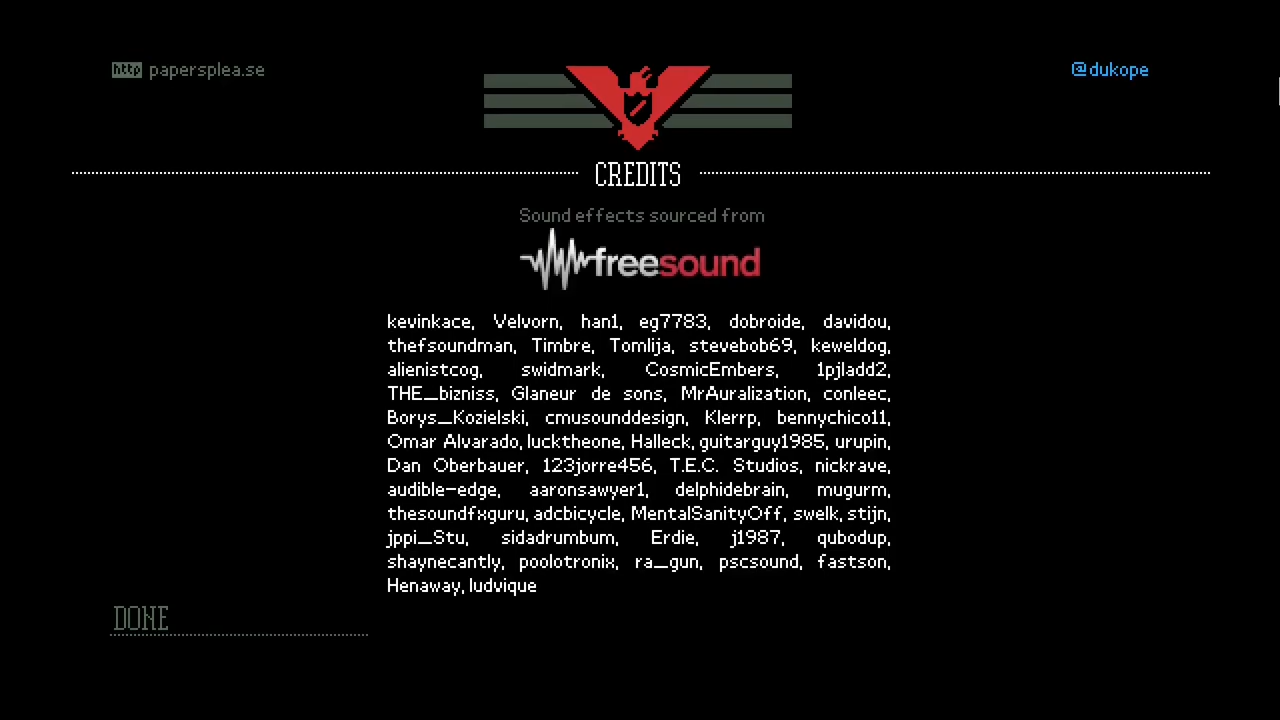 http papersplea.se
@dukope
CREDITS
Sound effects sourced from
freesound
kevinkace, Velvorn, han1, eg7783, dobroide, davidou,
thefsoundman, Timbre, Tomlija, stevebob69, keweldog,
alienistcog, swidmark, CosmicEmbers, 1pjladd2,
THE_bizniss, Glaneur de sons, MrAuralization, conleec,
Borys_Kozielski, cmusounddesign, Klerrp, bennychico11,
Omar Alvarado, lucktheone, Halleck, guitarguy1985, urupin,
Dan Oberbauer, 123jorre456, T.E.C. Studios, nickrave,
audible-edge, aaronsawyer1, delphidebrain, mugurm,
thesoundfxguru, adcbicycle, MentalSanityOff, swelk, stijn,
jppi_Stu, sidadrumbum, Erdie, j1987, qubodup,
shaynecantly, poolotronix, ra_gun, pscsound, fastson,
Henaway, ludvique
DONE